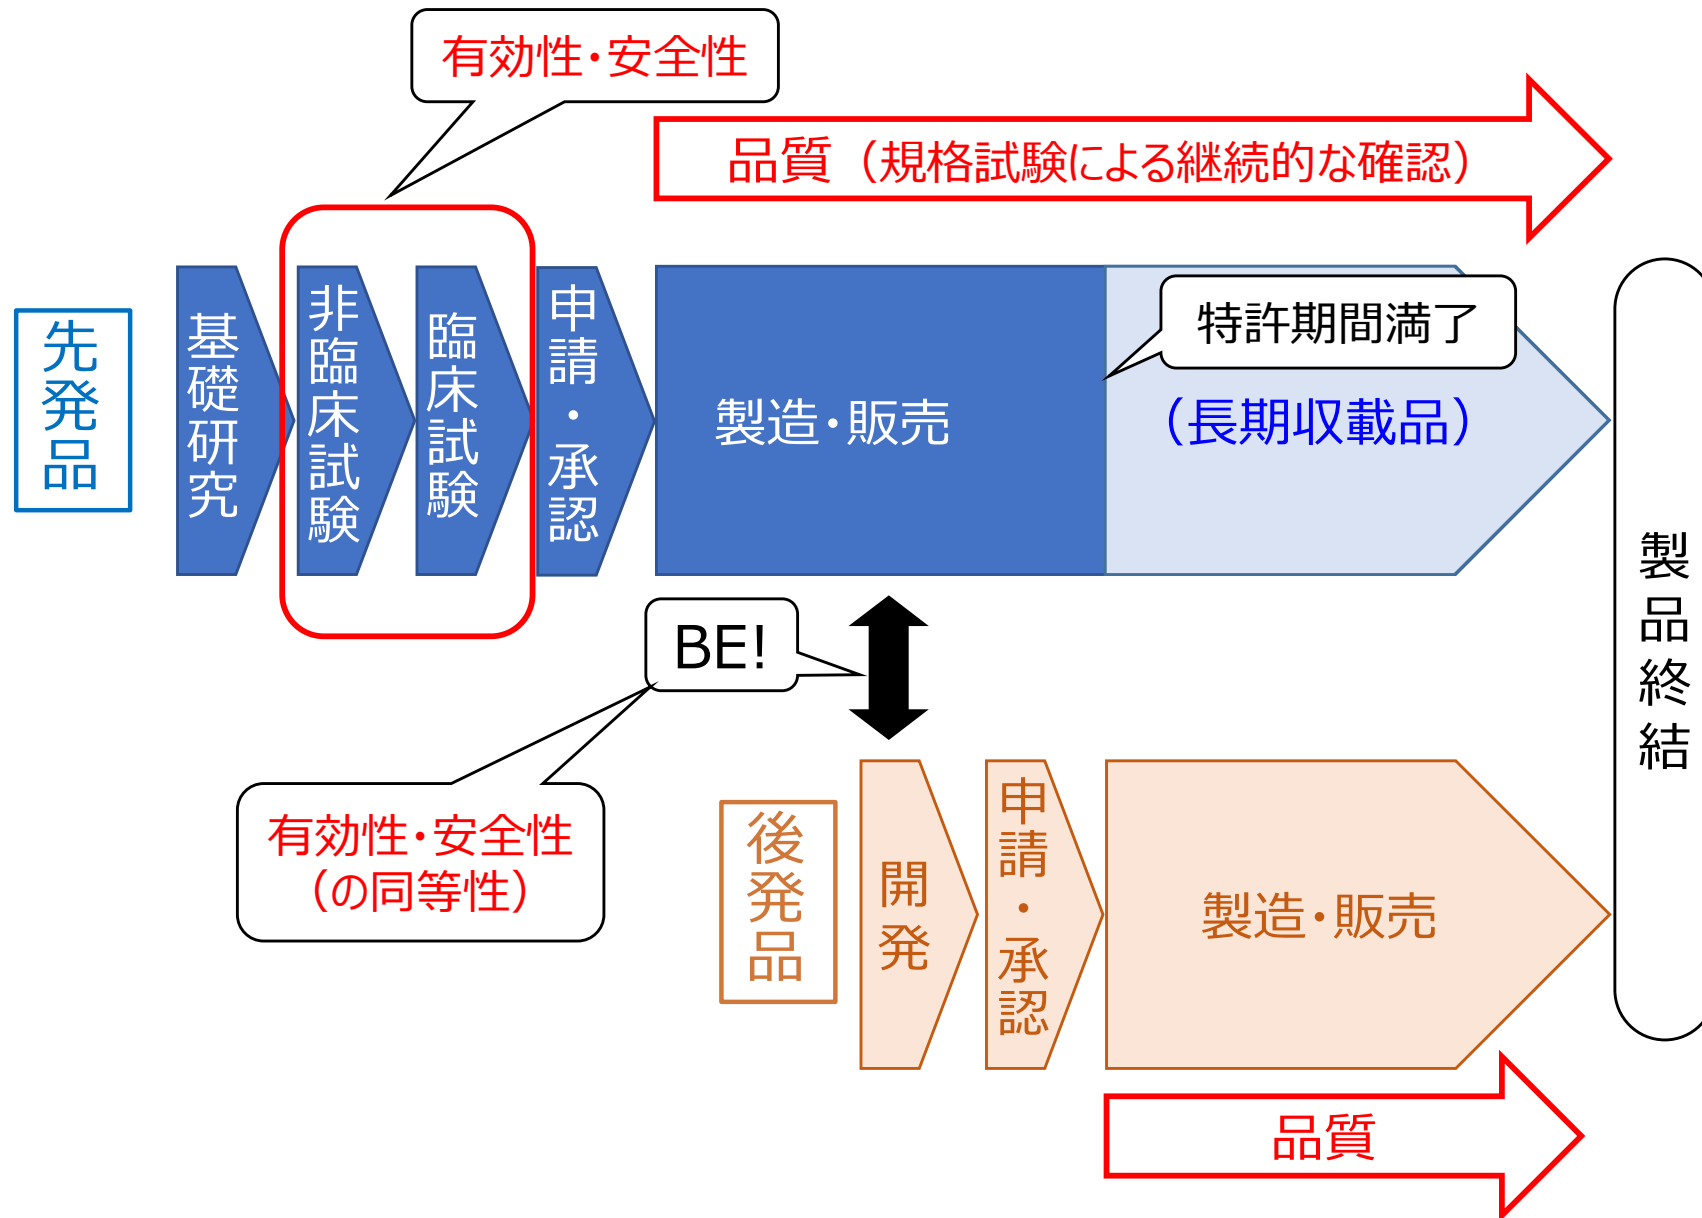 有効性・安全性
品質（規格試験による継続的な確認）
先発品
基礎研究
非臨床試験
臨床試験
申請・承認
製造・販売
特許期間満了
（長期収載品）
製品終結
BE!
有効性・安全性
（の同等性）
後発品
開発
申請・承認
製造・販売
品質